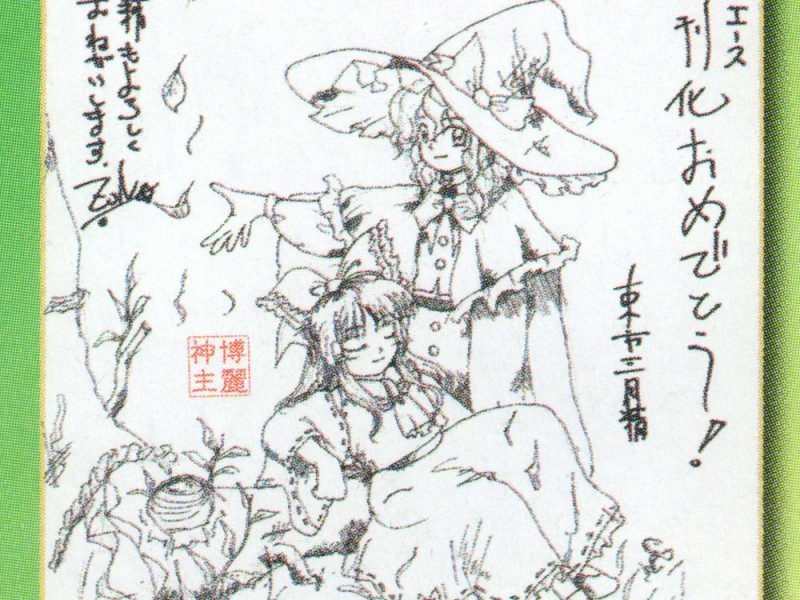 エース
刊化おめでとう！
東方三月精
博麗
神主
精もよろしく
おねがいします